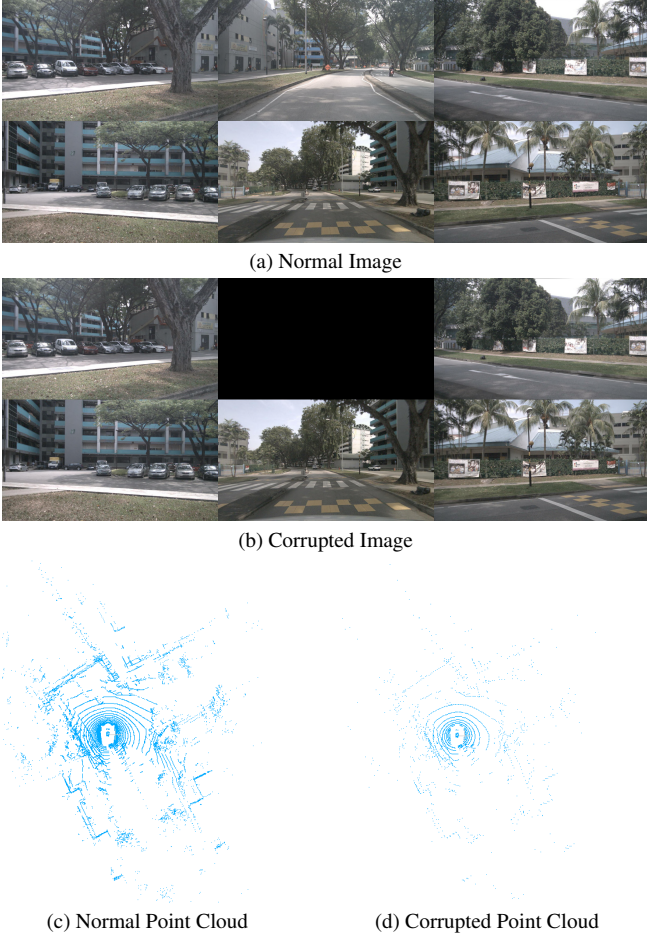 (a) Normal Image
(b) Corrupted Image
(c) Normal Point Cloud
(d) Corrupted Point Cloud